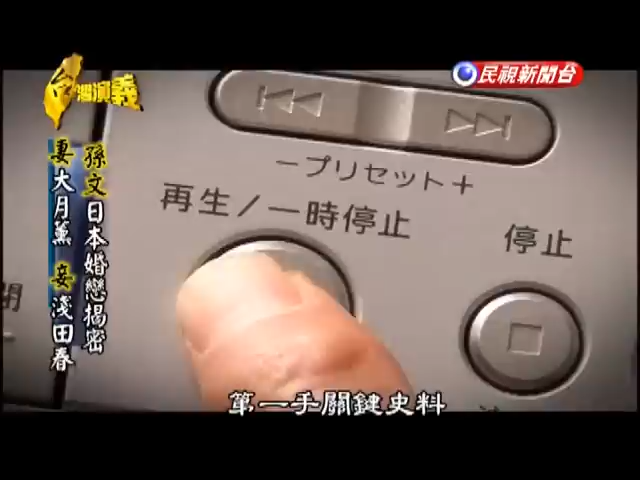 台灣演義
民視新聞台
孫文日本婚戀揭密
妻大月薰 妾淺田春
−プリセット+
再生/一時停止
停止
第一手關鍵史料